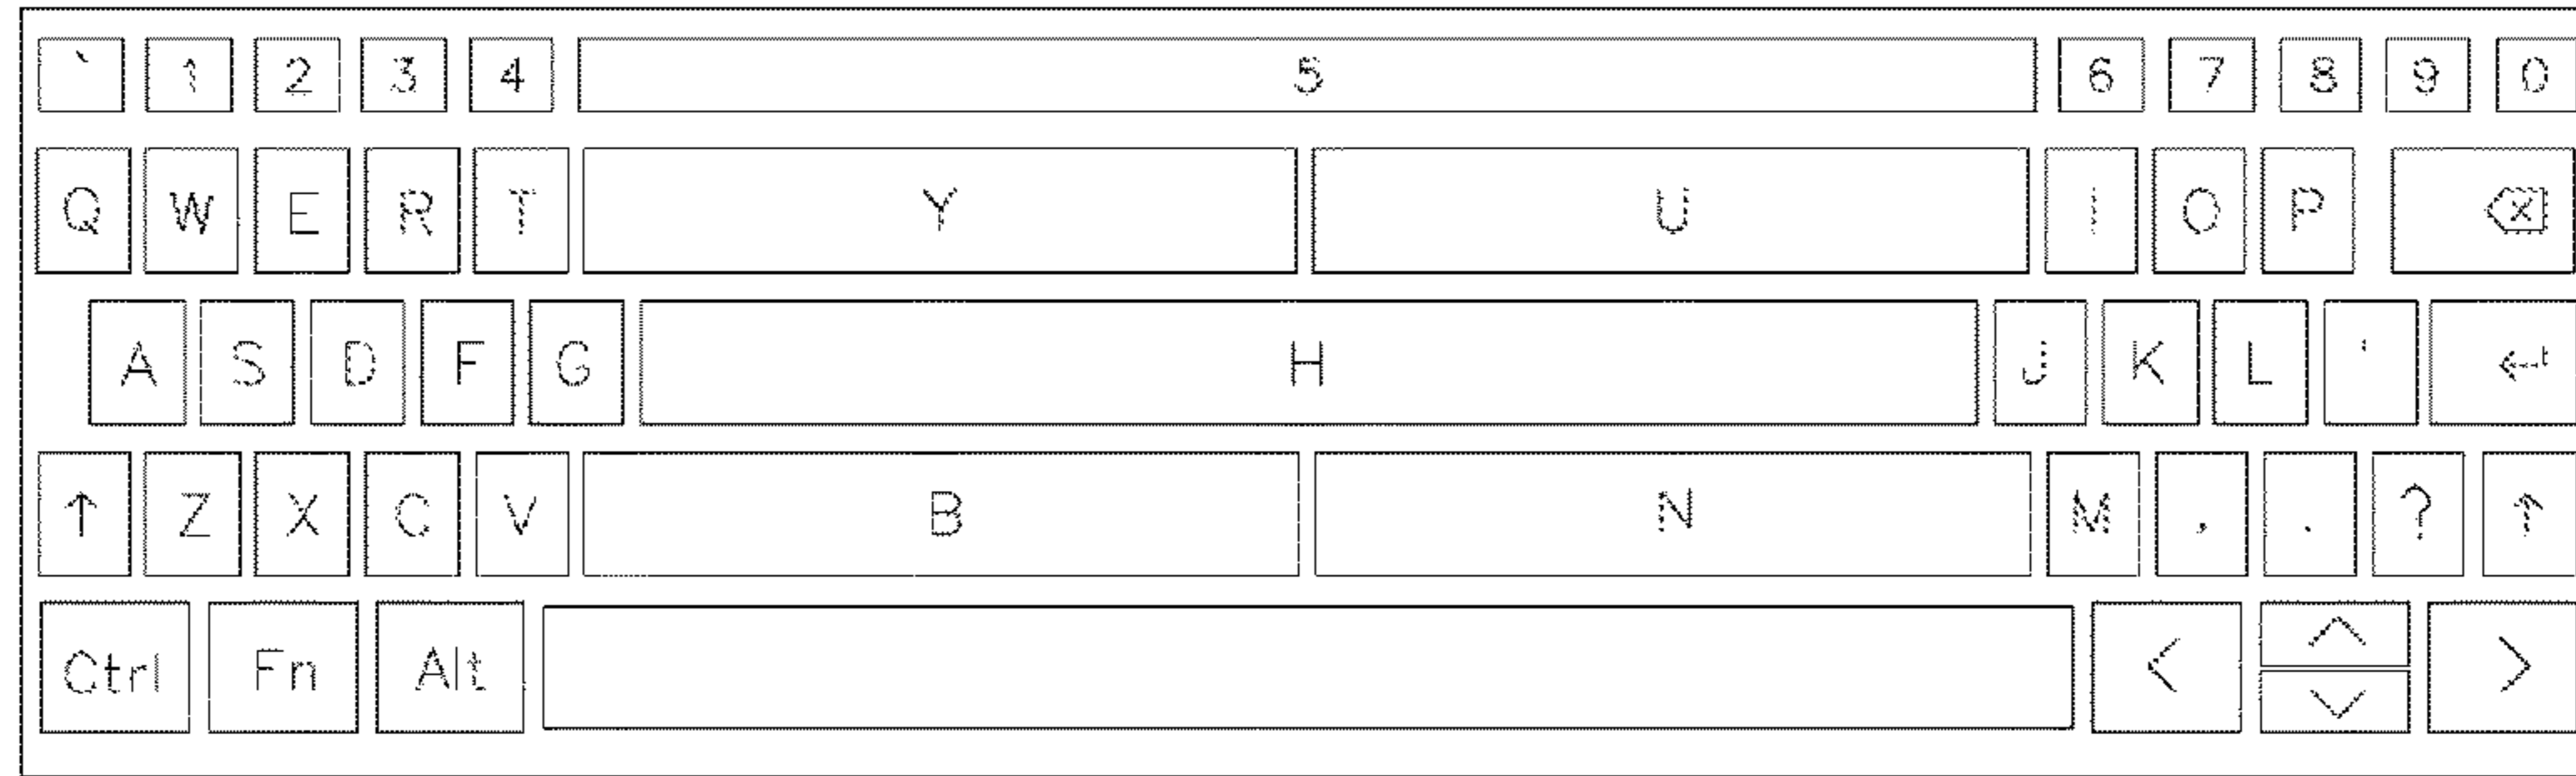 ` 1 2 3 4 5 6 7 8 9 0
Q W E R T Y U I O P ⌫
A S D F G H J K L ' ↵
↑ Z X C V B N M , . ? ↑
Ctrl Fn Alt < ^ v >